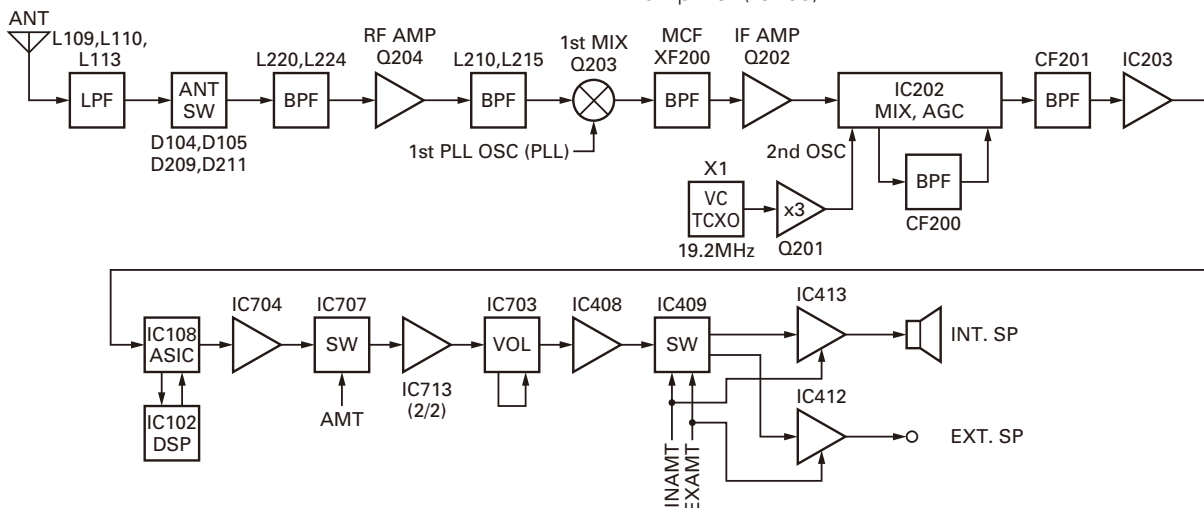 ANT
L109,L110,
L113
LPF
ANT
SW
D104,D105
D209,D211
L220,L224
BPF
RF AMP
Q204
L210,L215
BPF
1st MIX
Q203
1st PLL OSC (PLL)
MCF
XF200
BPF
IF AMP
Q202
IC202
MIX, AGC
2nd OSC
BPF
CF200
X1
VC
TCXO
19.2MHz
x3
Q201
CF201
BPF
IC203
IC108
ASIC
IC102
DSP
IC704
IC707
SW
AMT
IC713
(2/2)
IC703
VOL
IC408
IC409
SW
INAMT
EXAMT
IC413
INT. SP
IC412
EXT. SP